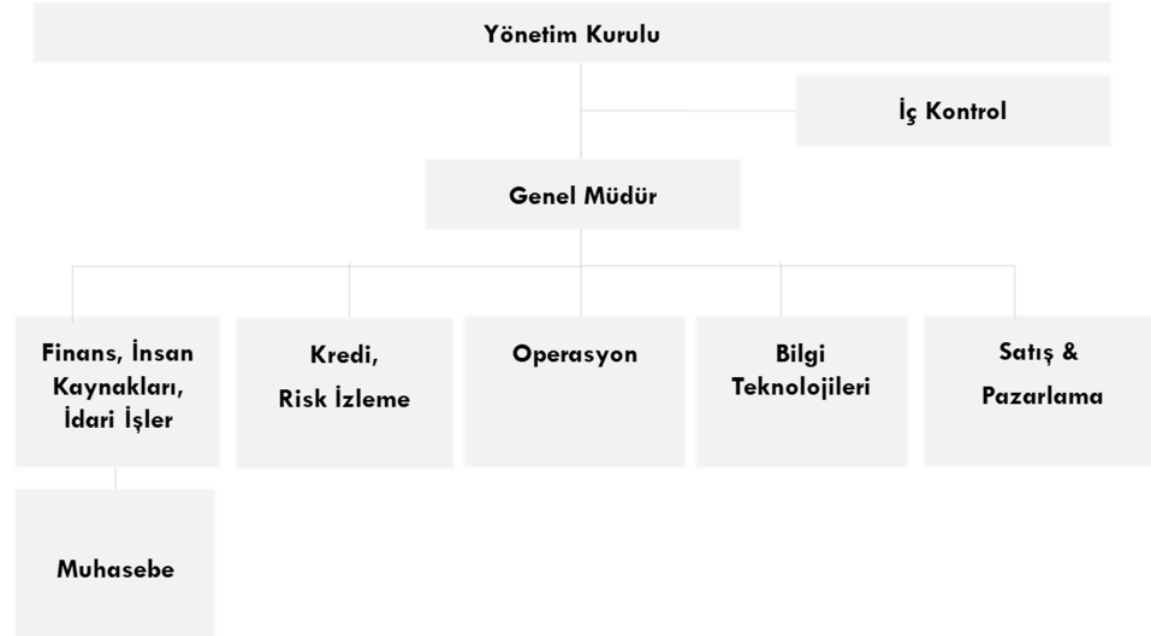 Yönetim Kurulu
İç Kontrol
Genel Müdür
Finans, İnsan
Kaynakları,
İdari İşler
Kredi,
Risk İzleme
Operasyon
Bilgi
Teknolojileri
Satış &
Pazarlama
Muhasebe